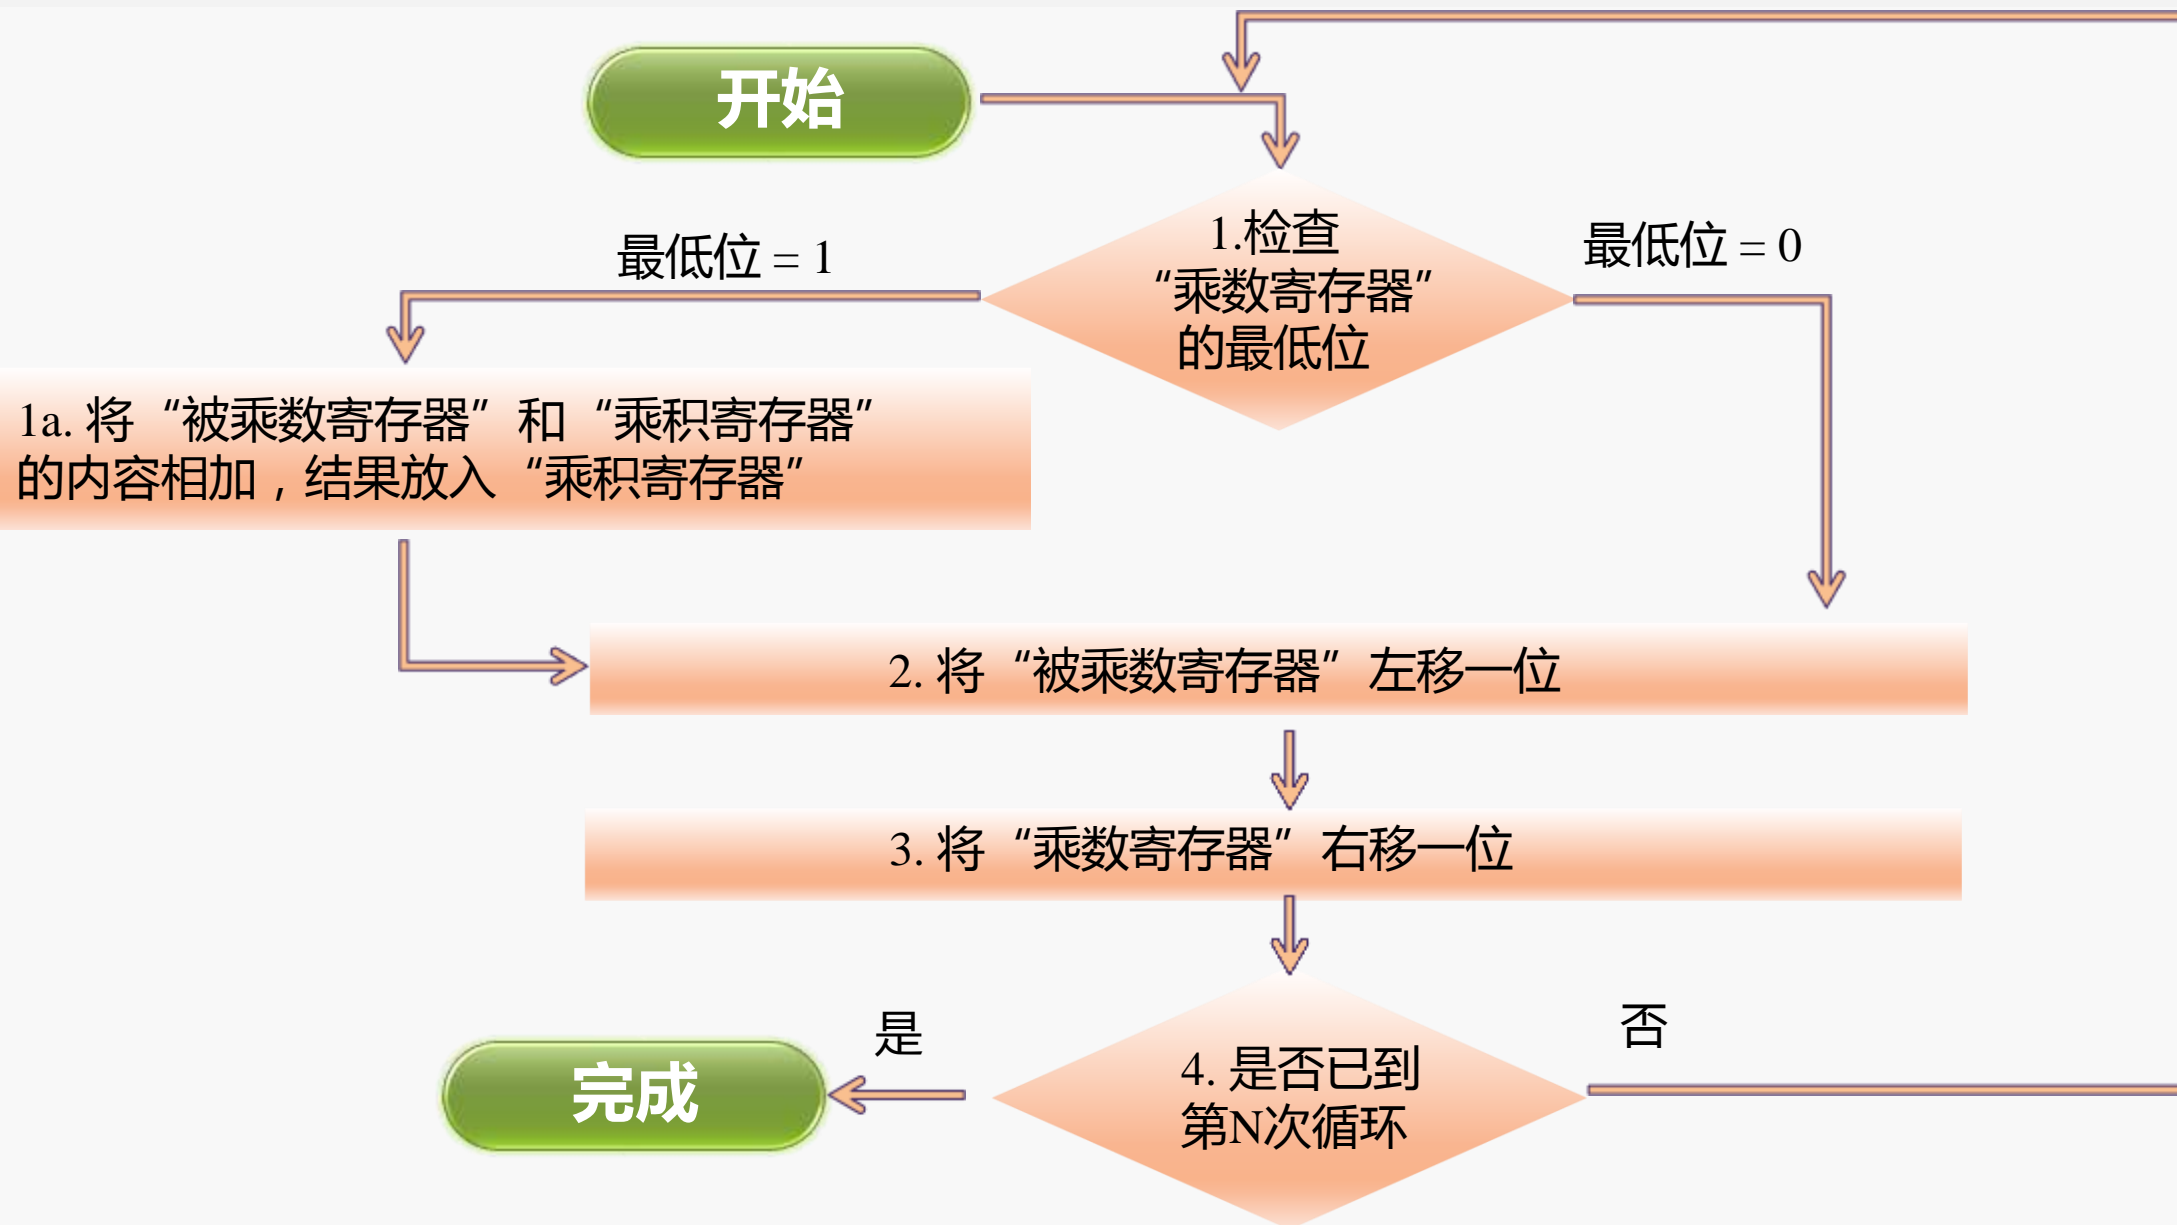 开始
最低位 = 1
1.检查
“乘数寄存器”
的最低位
最低位 = 0
1a. 将“被乘数寄存器”和“乘积寄存器”
的内容相加，结果放入“乘积寄存器”
2. 将“被乘数寄存器”左移一位
3. 将“乘数寄存器”右移一位
是
否
4. 是否已到
第N次循环
完成